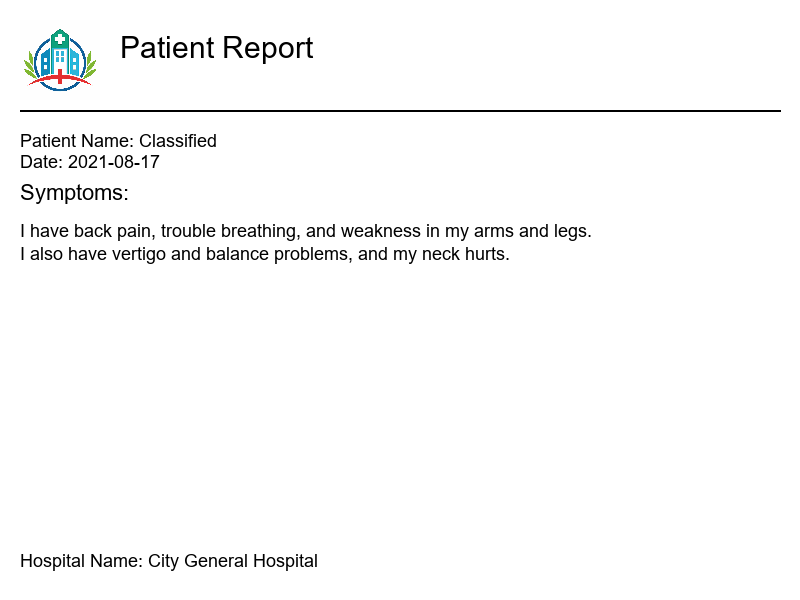 Patient Report
Patient Name: Classified
Date: 2021-08-17
Symptoms:
I have back pain, trouble breathing, and weakness in my arms and legs.
I also have vertigo and balance problems, and my neck hurts.
Hospital Name: City General Hospital